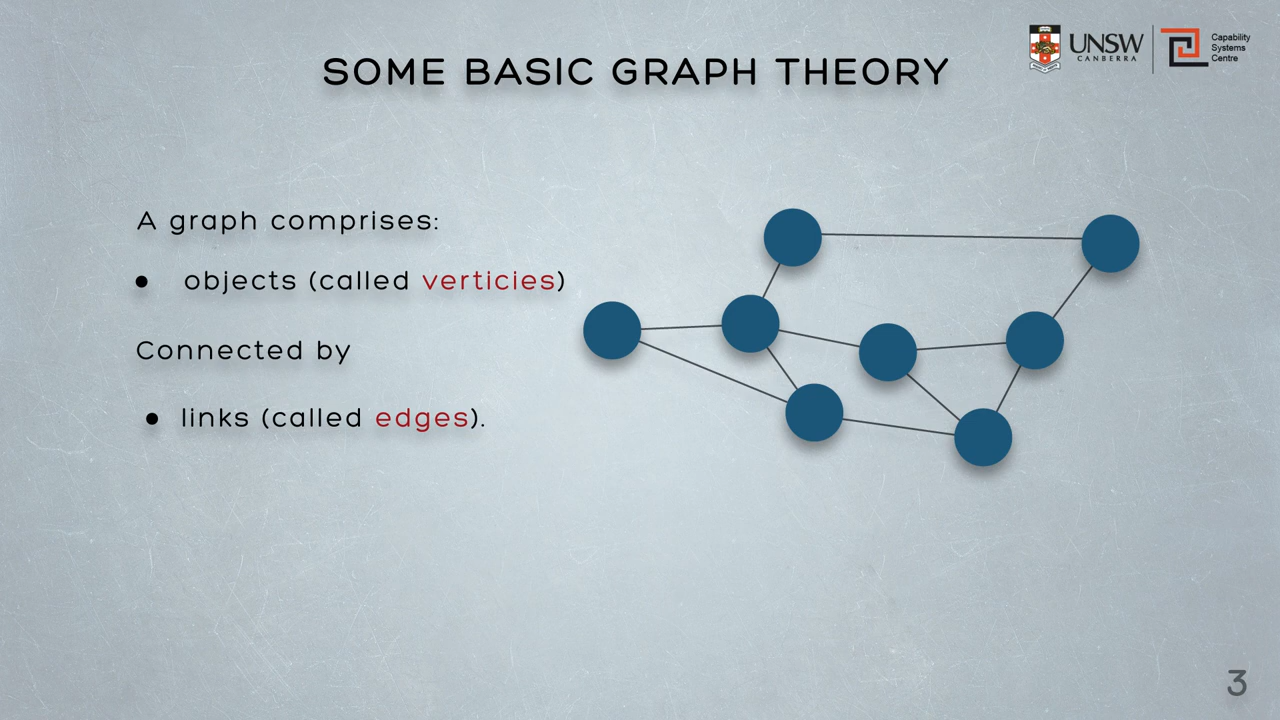 SOME BASIC GRAPH THEORY
UNSW
CANBERRA
Capability
Systems
Centre
A graph comprises:
● objects (called verticies)
Connected by
● links (called edges).
3